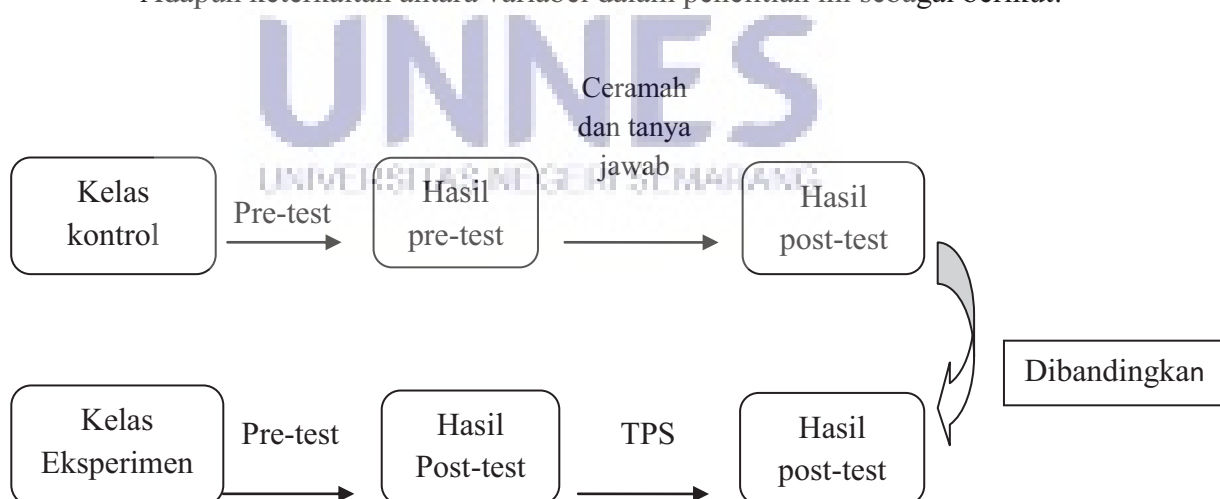 Adapun keterkaitan antara variabel dalam penelitian ini sebagai berikut:
UNNES
UNIVERSITAS NEGERI SEMARANG
Ceramah
dan tanya
jawab
Kelas
kontrol
Pre-test
Hasil
pre-test
Hasil
post-test
Dibandingkan
Kelas
Eksperimen
Pre-test
Hasil
Post-test
TPS
Hasil
post-test